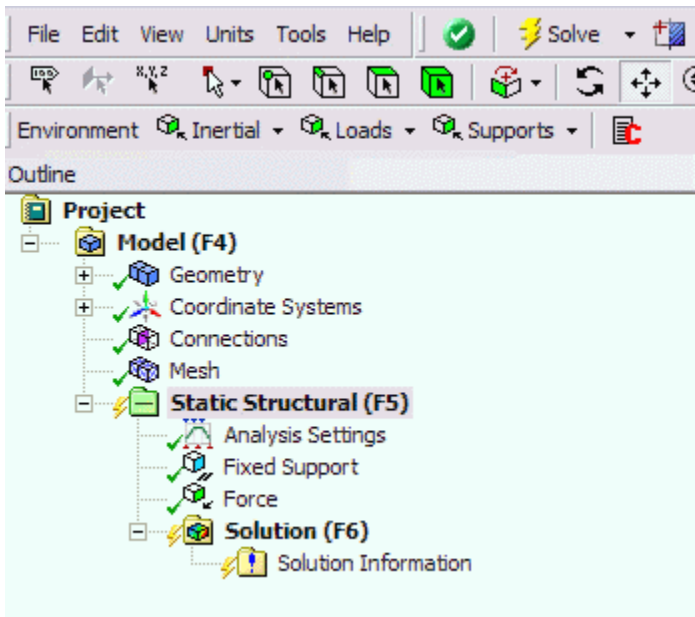 File Edit View Units Tools Help Solve
X,Y,Z
Environment Inertial Loads Supports
Outline
Project
Model (F4)
Geometry
Coordinate Systems
Connections
Mesh
Static Structural (F5)
Analysis Settings
Fixed Support
Force
Solution (F6)
Solution Information